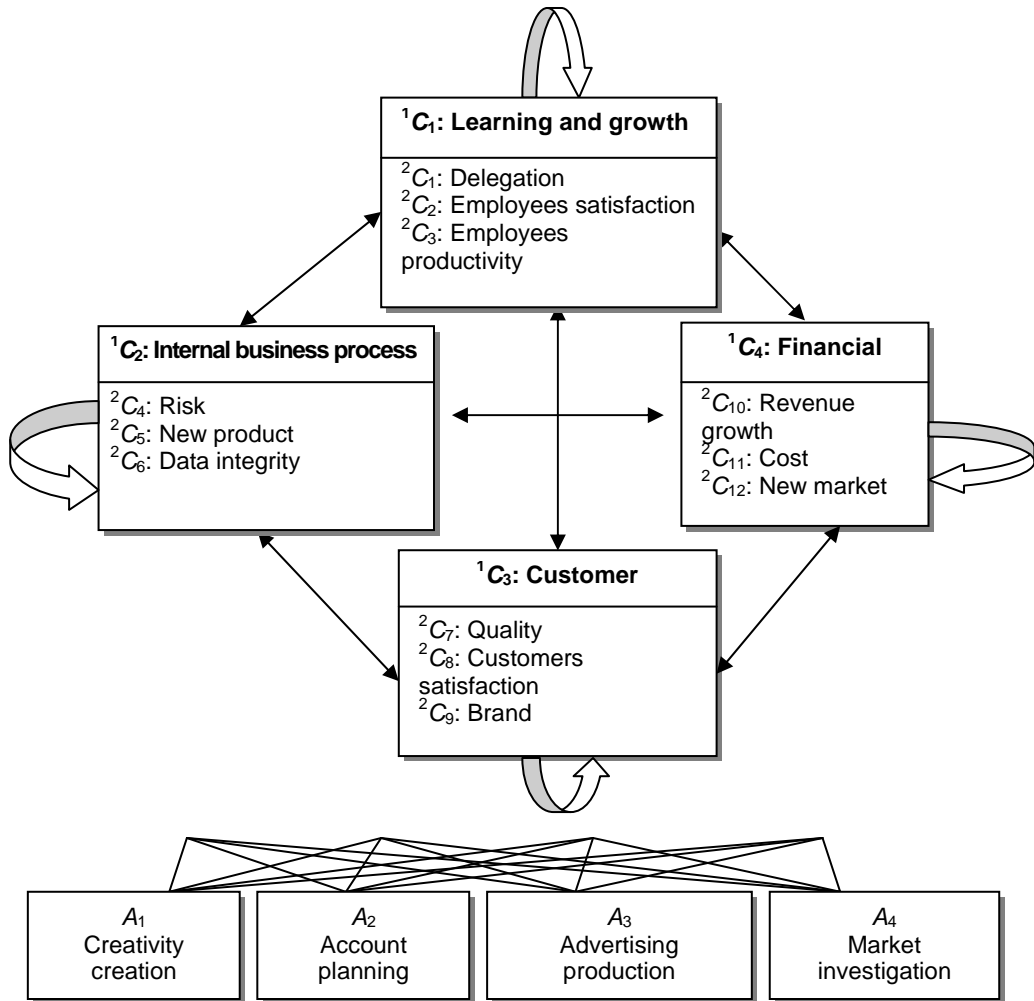 ¹C₁: Learning and growth
²C₁: Delegation
²C₂: Employees satisfaction
²C₃: Employees
productivity
¹C₂: Internal business process
²C₄: Risk
²C₅: New product
²C₆: Data integrity
¹C₄: Financial
²C₁₀: Revenue
growth
²C₁₁: Cost
²C₁₂: New market
¹C₃: Customer
²C₇: Quality
²C₈: Customers
satisfaction
²C₉: Brand
A₁
Creativity
creation
A₂
Account
planning
A₃
Advertising
production
A₄
Market
investigation